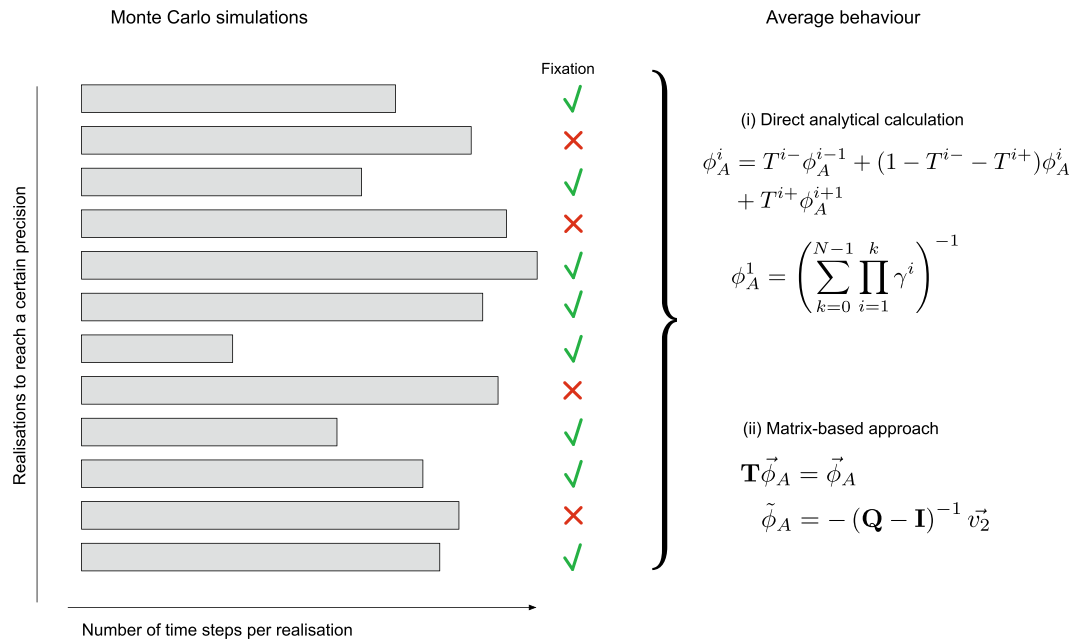 Monte Carlo simulations
Average behaviour
Fixation
Realisations to reach a certain precision
Number of time steps per realisation
(i) Direct analytical calculation
$\phi_A^i = T^{i-}\phi_A^{i-1} + (1 - T^{i-} - T^{i+})\phi_A^i$
$+ T^{i+}\phi_A^{i+1}$
$\phi_A^1 = \left(\sum_{k=0}^{N-1}\prod_{i=1}^{k}\gamma^i\right)^{-1}$
(ii) Matrix-based approach
$\mathbf{T}\vec{\phi}_A = \vec{\phi}_A$
$\tilde{\phi}_A = -\left(\mathbf{Q} - \mathbf{I}\right)^{-1}\vec{v_2}$